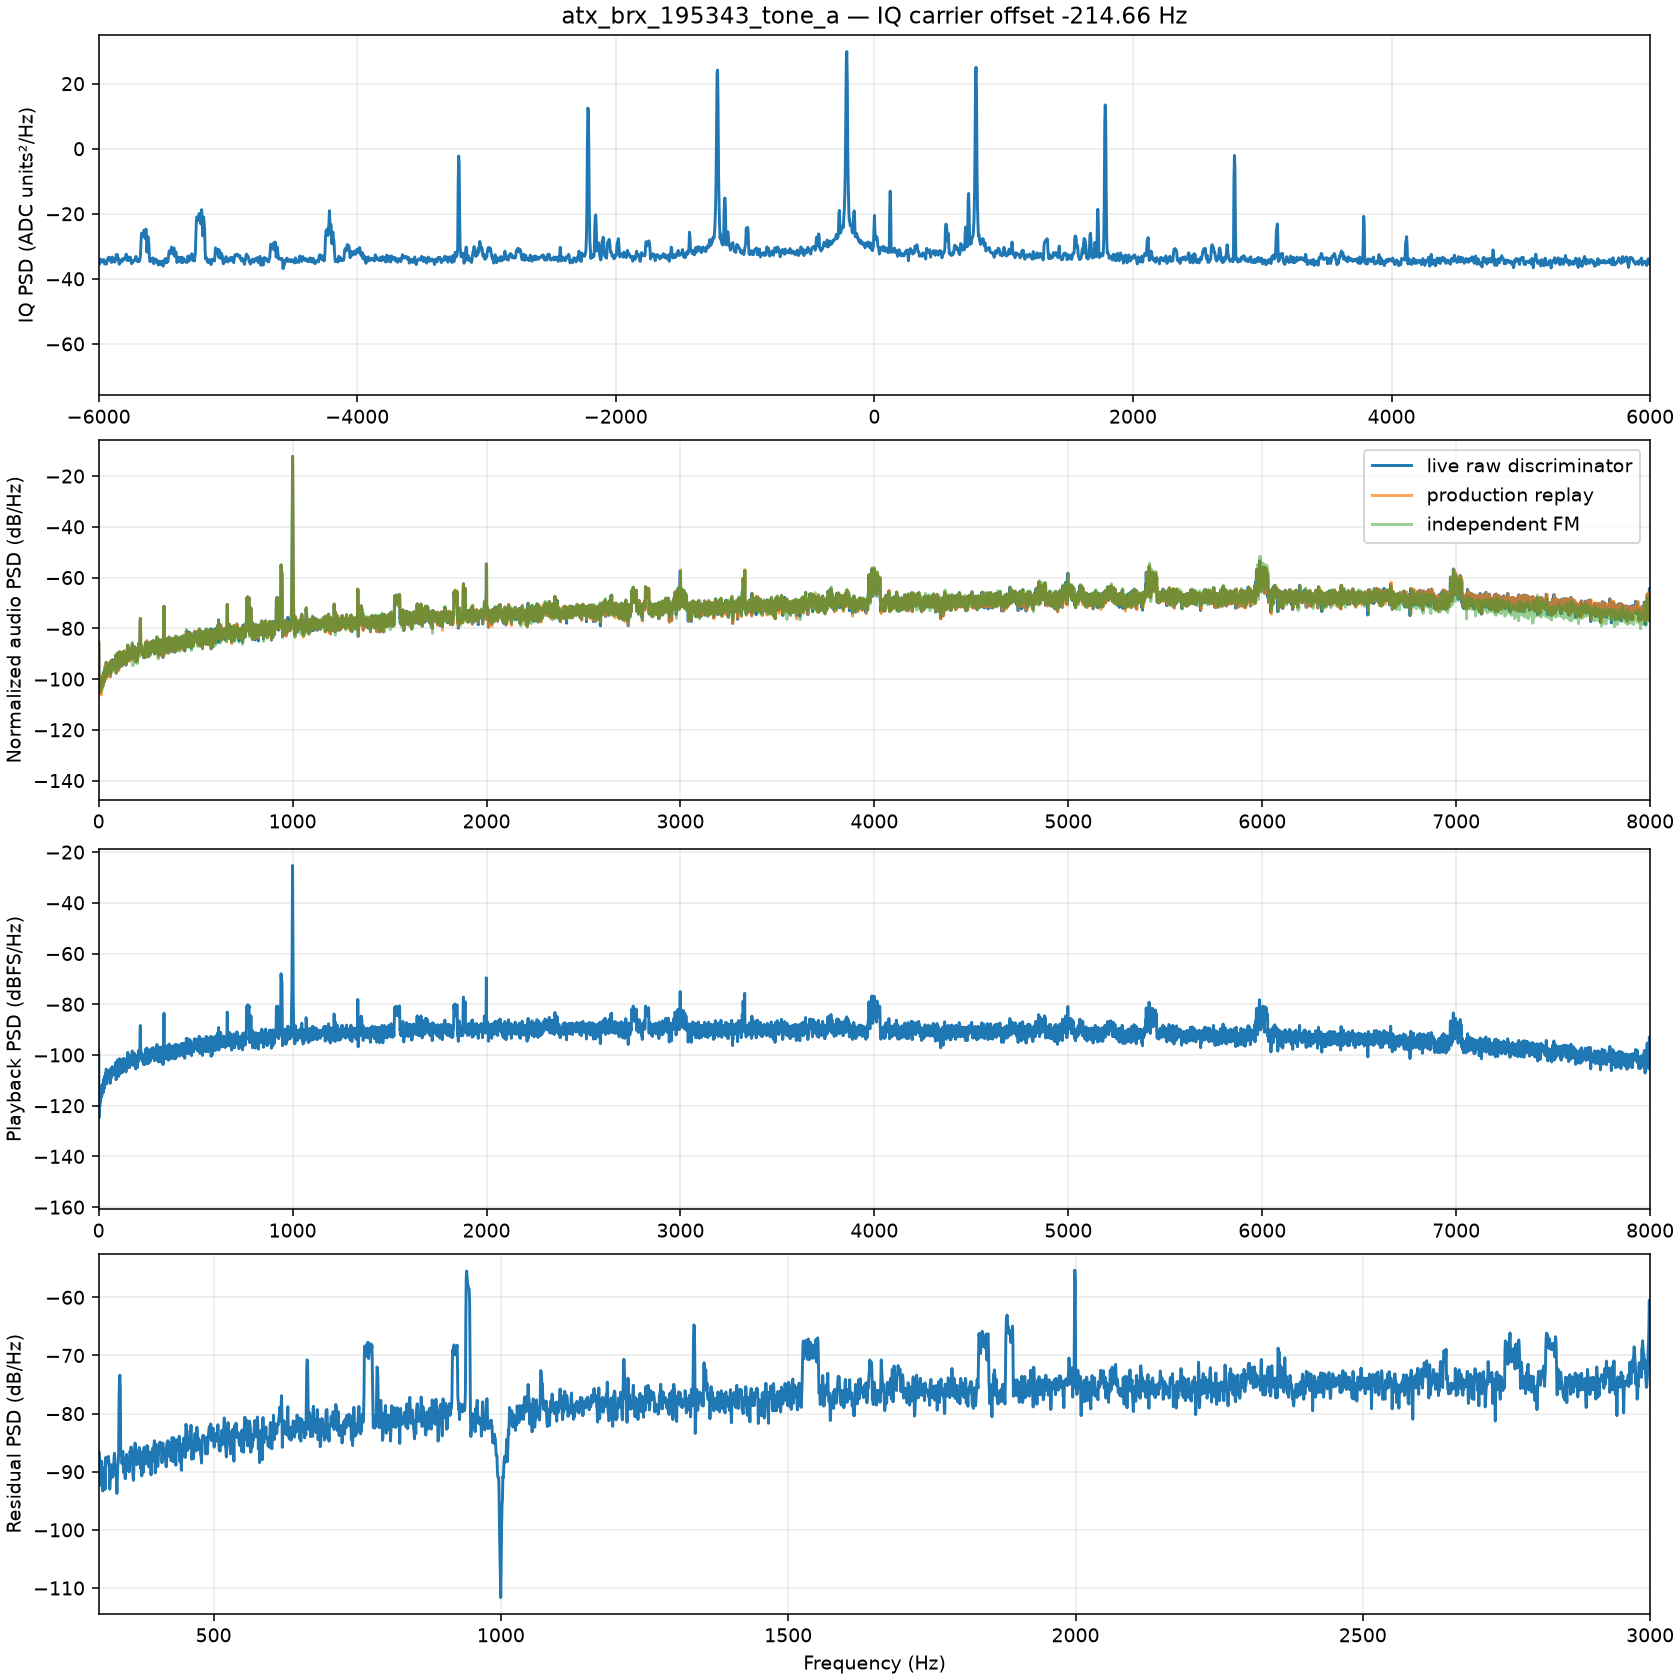 atx_brx_195343_tone_a — IQ carrier offset -214.66 Hz
IQ PSD (ADC units²/Hz)
20
0
−20
−40
−60
−6000 −4000 −2000 0 2000 4000 6000
Normalized audio PSD (dB/Hz)
−20
−40
−60
−80
−100
−120
−140
live raw discriminator
production replay
independent FM
0 1000 2000 3000 4000 5000 6000 7000 8000
Playback PSD (dBFS/Hz)
−20
−40
−60
−80
−100
−120
−140
−160
0 1000 2000 3000 4000 5000 6000 7000 8000
Residual PSD (dB/Hz)
−60
−70
−80
−90
−100
−110
500 1000 1500 2000 2500 3000
Frequency (Hz)